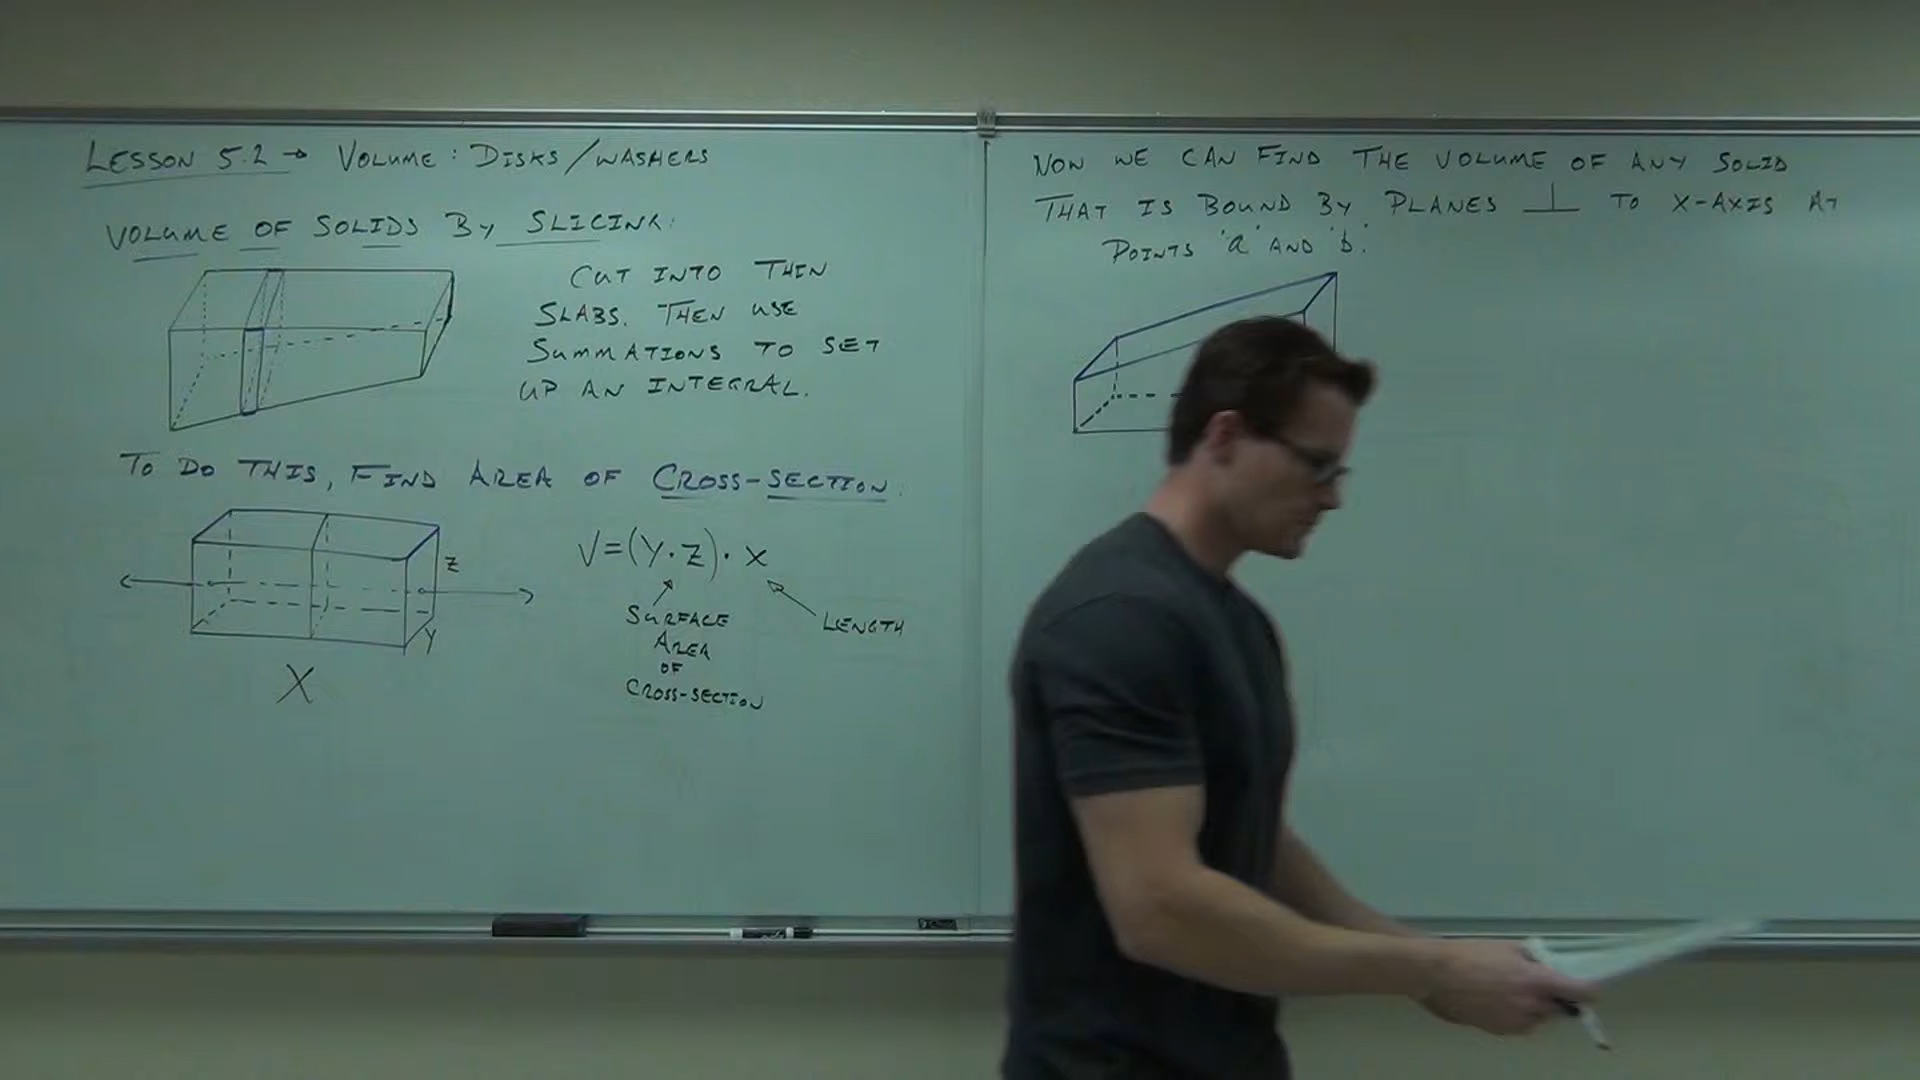 LESSON 5.2 → VOLUME: DISKS/WASHERS
VOLUME OF SOLIDS BY SLICING:
CUT INTO THIN
SLABS. THEN USE
SUMMATIONS TO SET
UP AN INTEGRAL.
TO DO THIS, FIND AREA OF CROSS-SECTION.
Z
Y
X
V=(Y·Z)·X
SURFACE
AREA
OF
CROSS-SECTION
LENGTH
NOW WE CAN FIND THE VOLUME OF ANY SOLID
THAT IS BOUND BY PLANES ⊥ TO X-AXIS AT
POINTS 'a' AND 'b'.